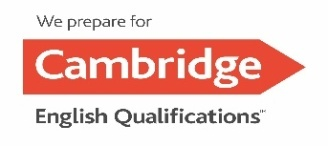 We prepare for
Cambridge
English Qualifications™